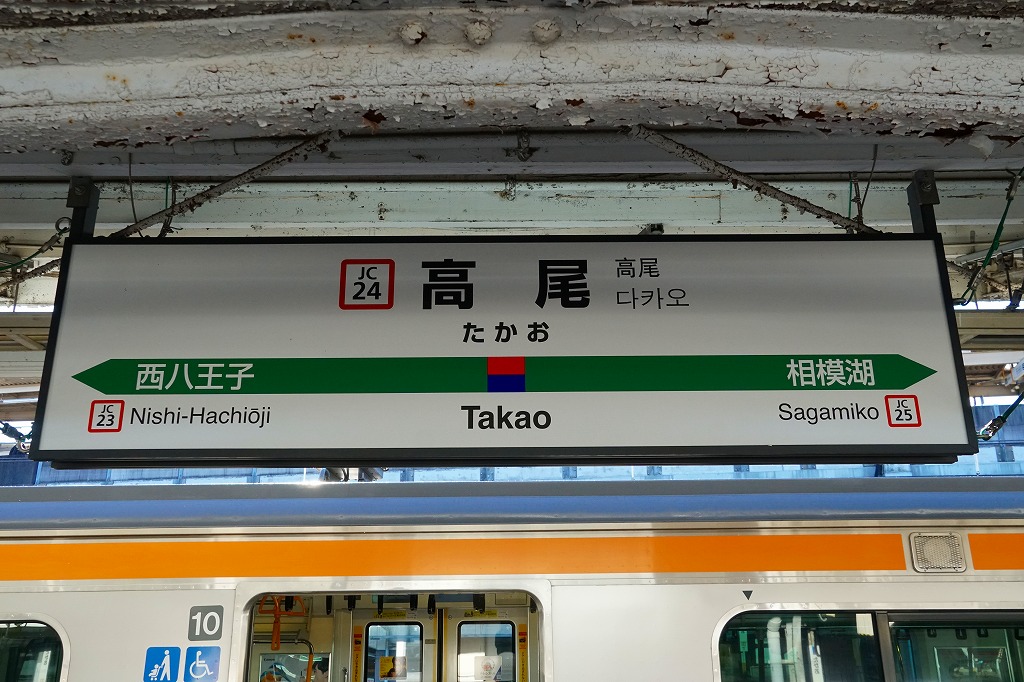 JC
24
高尾
高尾
다카오
たかお
西八王子
相模湖
JC
23
Nishi-Hachiōji
Takao
Sagamiko
JC
25
10